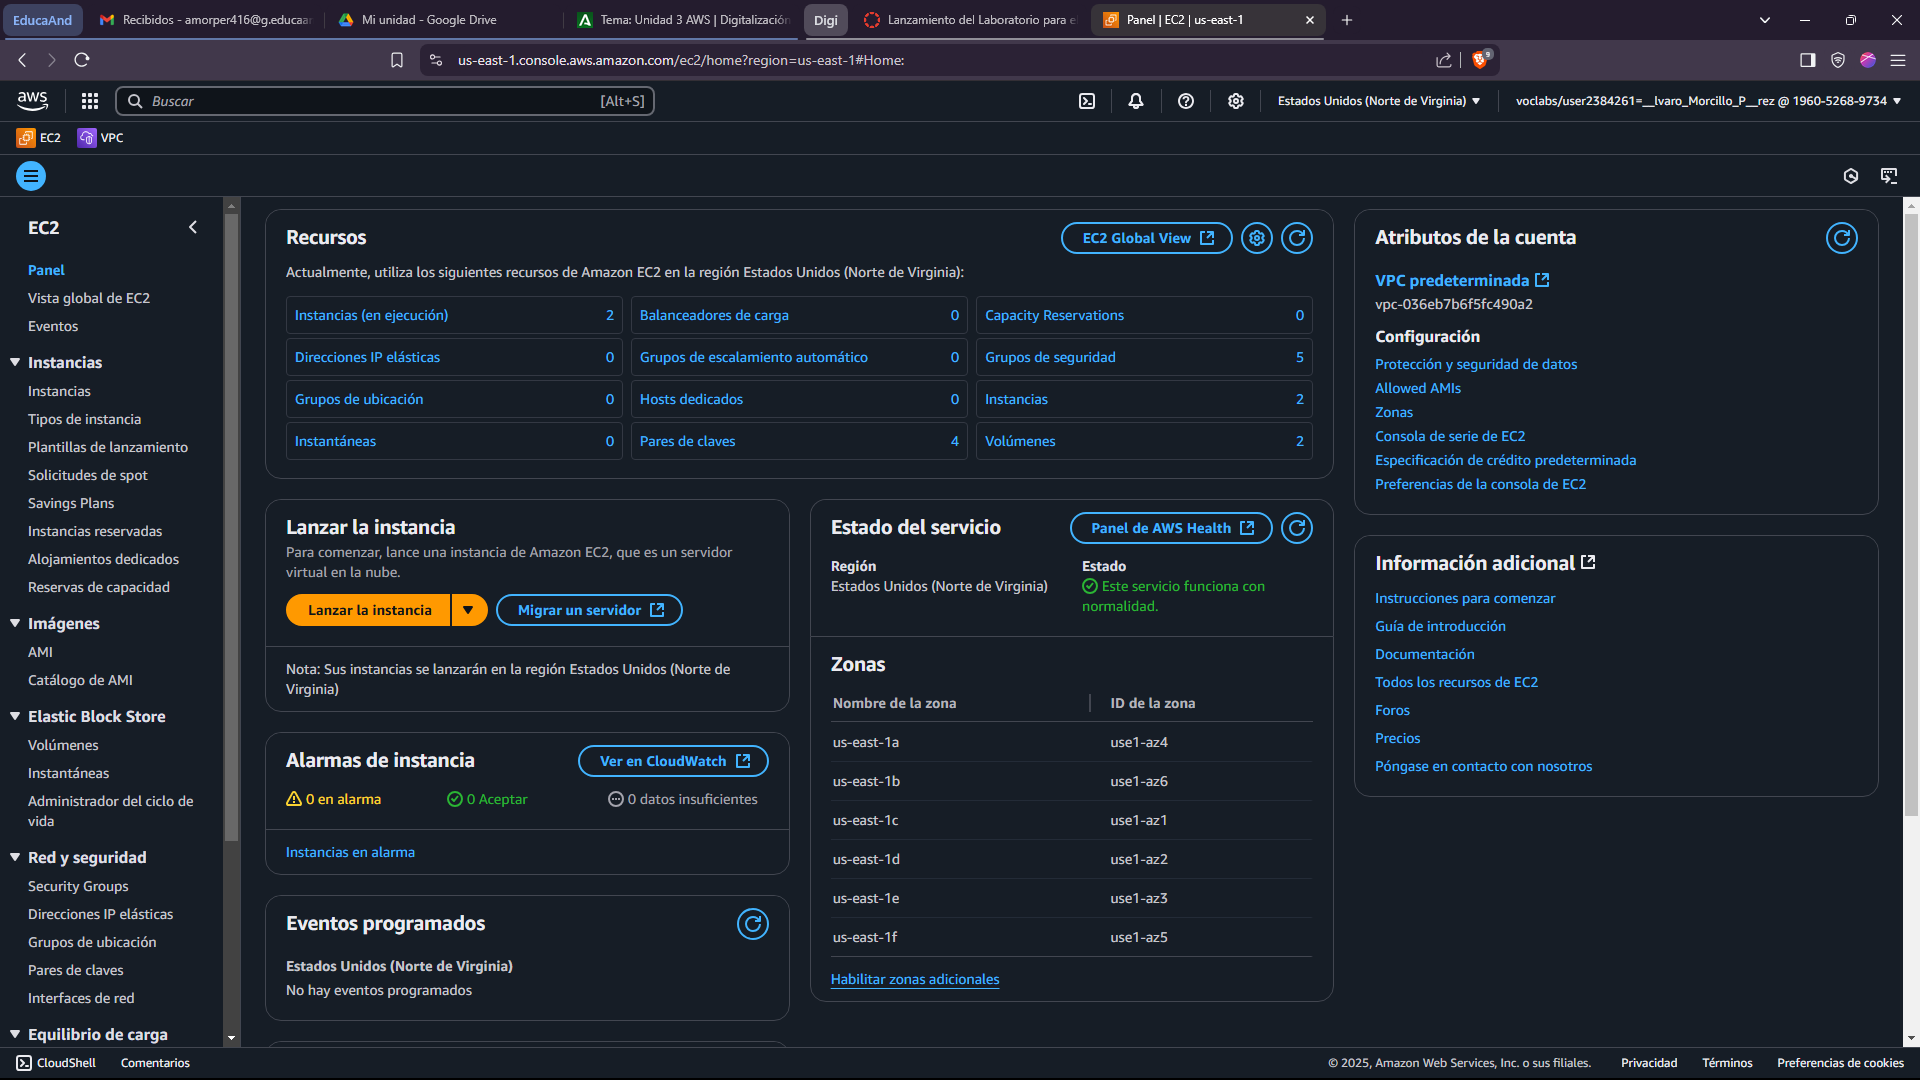 EducaAnd
Recibidos - amorper416@g.educaan
Mi unidad - Google Drive
Tema: Unidad 3 AWS | Digitalización
Digi
Lanzamiento del Laboratorio para e
Panel | EC2 | us-east-1
us-east-1.console.aws.amazon.com/ec2/home?region=us-east-1#Home:
9
aws
Buscar
[Alt+S]
Estados Unidos (Norte de Virginia)
voclabs/user2384261=__lvaro_Morcillo_P__rez @ 1960-5268-9734
EC2
VPC
EC2
Panel
Vista global de EC2
Eventos
Instancias
Instancias
Tipos de instancia
Plantillas de lanzamiento
Solicitudes de spot
Savings Plans
Instancias reservadas
Alojamientos dedicados
Reservas de capacidad
Imágenes
AMI
Catálogo de AMI
Elastic Block Store
Volúmenes
Instantáneas
Administrador del ciclo de
vida
Red y seguridad
Security Groups
Direcciones IP elásticas
Grupos de ubicación
Pares de claves
Interfaces de red
Equilibrio de carga
Recursos
EC2 Global View
Actualmente, utiliza los siguientes recursos de Amazon EC2 en la región Estados Unidos (Norte de Virginia):
Instancias (en ejecución) 2
Balanceadores de carga 0
Capacity Reservations 0
Direcciones IP elásticas 0
Grupos de escalamiento automático 0
Grupos de seguridad 5
Grupos de ubicación 0
Hosts dedicados 0
Instancias 2
Instantáneas 0
Pares de claves 4
Volúmenes 2
Lanzar la instancia
Para comenzar, lance una instancia de Amazon EC2, que es un servidor
virtual en la nube.
Lanzar la instancia
Migrar un servidor
Nota: Sus instancias se lanzarán en la región Estados Unidos (Norte de
Virginia)
Alarmas de instancia
Ver en CloudWatch
0 en alarma
0 Aceptar
0 datos insuficientes
Instancias en alarma
Eventos programados
Estados Unidos (Norte de Virginia)
No hay eventos programados
Estado del servicio
Panel de AWS Health
Región
Estados Unidos (Norte de Virginia)
Estado
Este servicio funciona con
normalidad.
Zonas
Nombre de la zona
ID de la zona
us-east-1a use1-az4
us-east-1b use1-az6
us-east-1c use1-az1
us-east-1d use1-az2
us-east-1e use1-az3
us-east-1f use1-az5
Habilitar zonas adicionales
Atributos de la cuenta
VPC predeterminada
vpc-036eb7b6f5fc490a2
Configuración
Protección y seguridad de datos
Allowed AMIs
Zonas
Consola de serie de EC2
Especificación de crédito predeterminada
Preferencias de la consola de EC2
Información adicional
Instrucciones para comenzar
Guía de introducción
Documentación
Todos los recursos de EC2
Foros
Precios
Póngase en contacto con nosotros
CloudShell
Comentarios
© 2025, Amazon Web Services, Inc. o sus filiales.
Privacidad
Términos
Preferencias de cookies